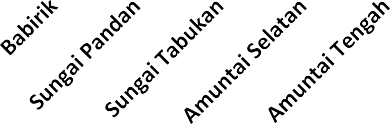 Babirik
Sungai Pandan
Sungai Tabukan
Amuntai Selatan
Amuntai Tengah